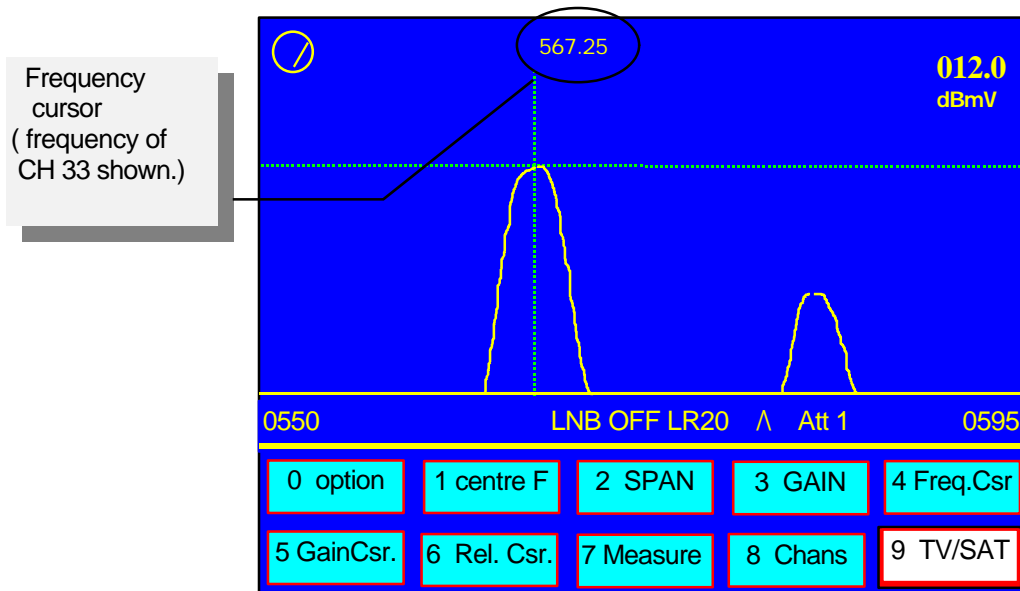 567.25
012.0
dBmV
Frequency
cursor
( frequency of
CH 33 shown.)
0550 LNB OFF LR20 /\ Att 1 0595
0 option 1 centre F 2 SPAN 3 GAIN 4 Freq.Csr
5 GainCsr. 6 Rel. Csr. 7 Measure 8 Chans 9 TV/SAT